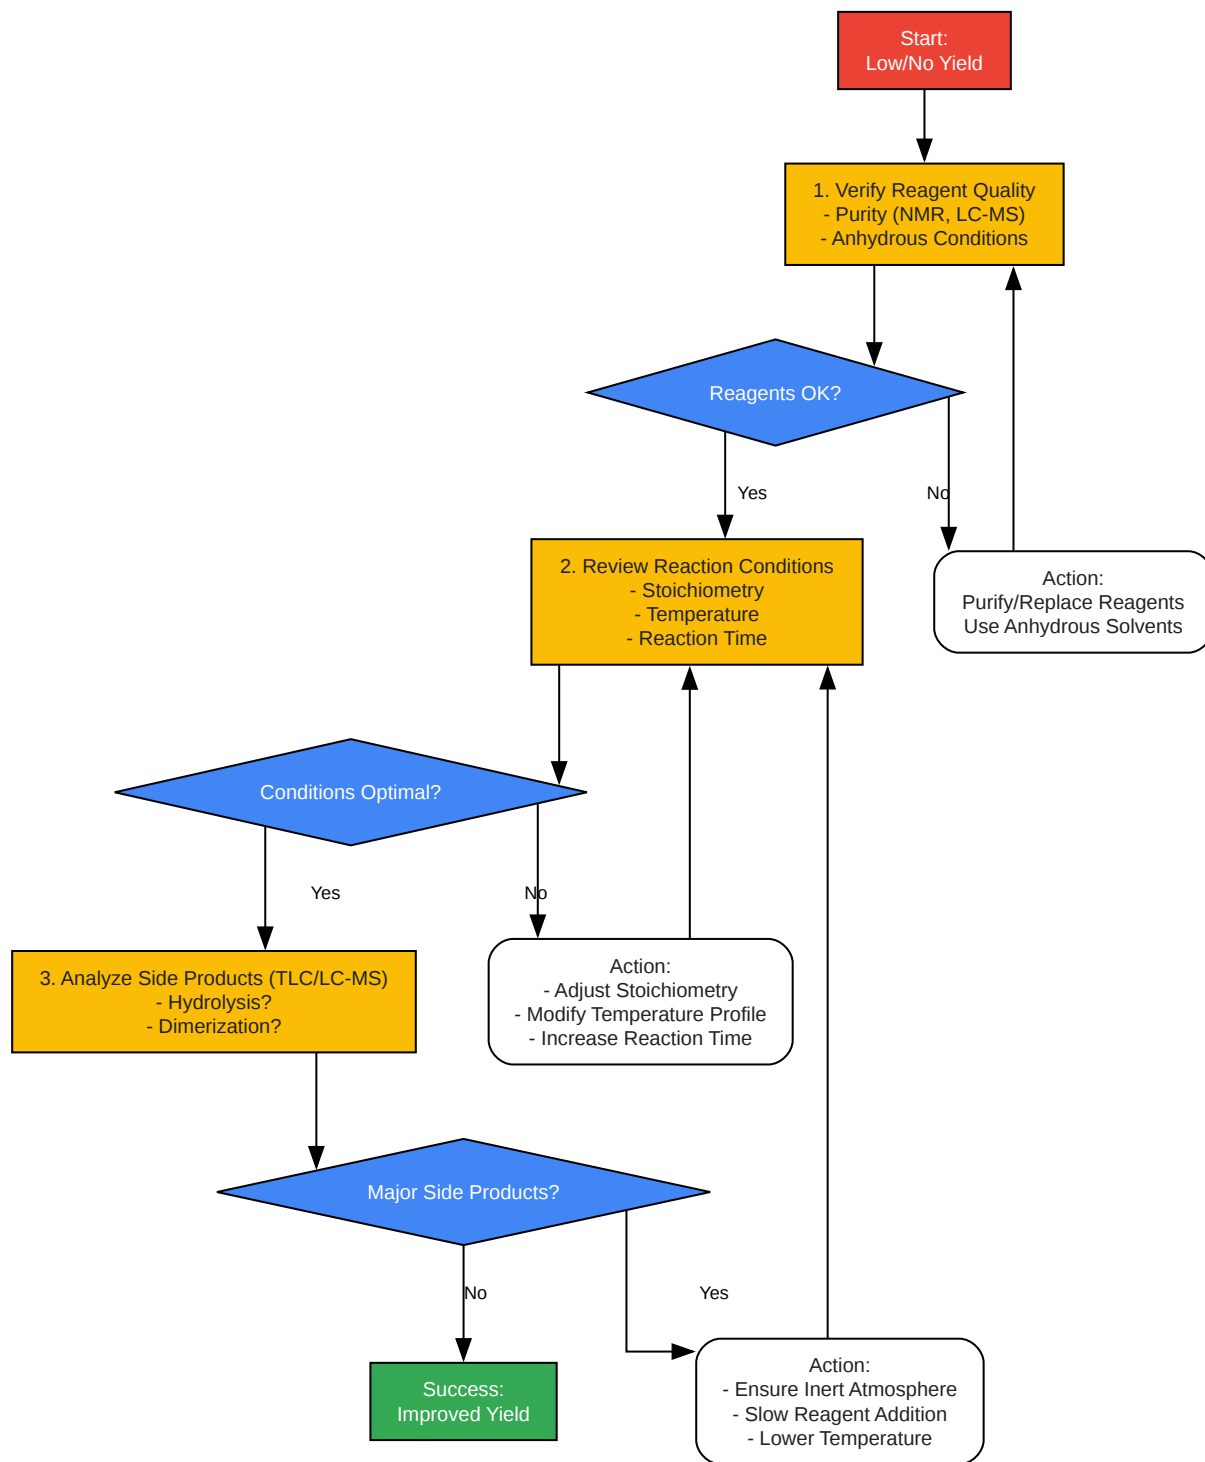 Start:
Low/No Yield
1. Verify Reagent Quality
- Purity (NMR, LC-MS)
- Anhydrous Conditions
Reagents OK?
Yes
No
2. Review Reaction Conditions
- Stoichiometry
- Temperature
- Reaction Time
Action:
Purify/Replace Reagents
Use Anhydrous Solvents
Conditions Optimal?
Yes
No
3. Analyze Side Products (TLC/LC-MS)
- Hydrolysis?
- Dimerization?
Action:
- Adjust Stoichiometry
- Modify Temperature Profile
- Increase Reaction Time
Major Side Products?
No
Yes
Success:
Improved Yield
Action:
- Ensure Inert Atmosphere
- Slow Reagent Addition
- Lower Temperature